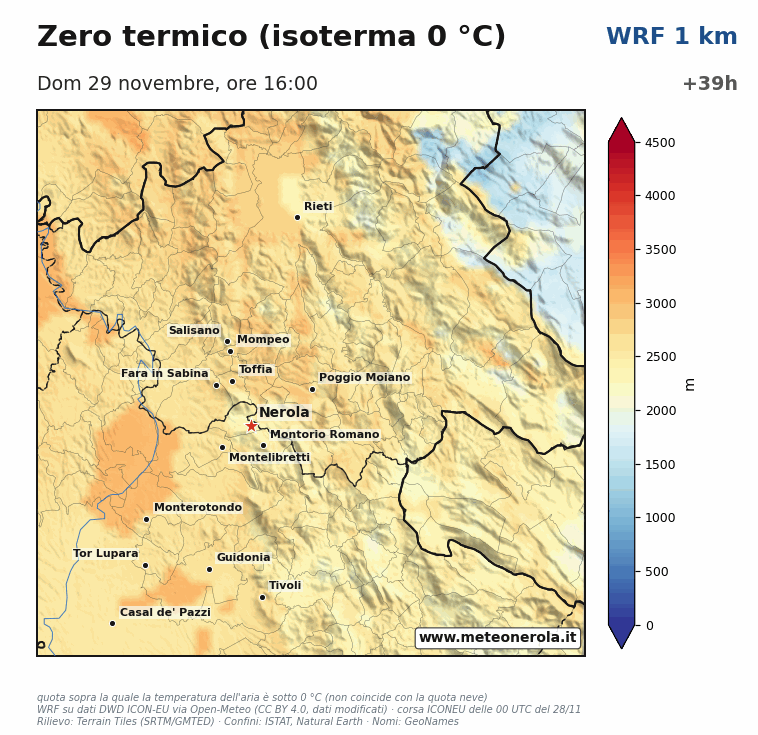 Zero termico (isoterma 0 °C)
WRF 1 km
Dom 29 novembre, ore 16:00
+39h
4500
4000
3500
3000
2500
2000
1500
1000
500
0
m
Rieti
Salisano
Mompeo
Toffia
Fara in Sabina
Poggio Moiano
Nerola
Montorio Romano
Montelibretti
Monterotondo
Tor Lupara
Guidonia
Tivoli
Casal de' Pazzi
www.meteonerola.it
quota sopra la quale la temperatura dell'aria è sotto 0 °C (non coincide con la quota neve)
WRF su dati DWD ICON-EU via Open-Meteo (CC BY 4.0, dati modificati) · corsa ICONEU delle 00 UTC del 28/11
Rilievo: Terrain Tiles (SRTM/GMTED) · Confini: ISTAT, Natural Earth · Nomi: GeoNames